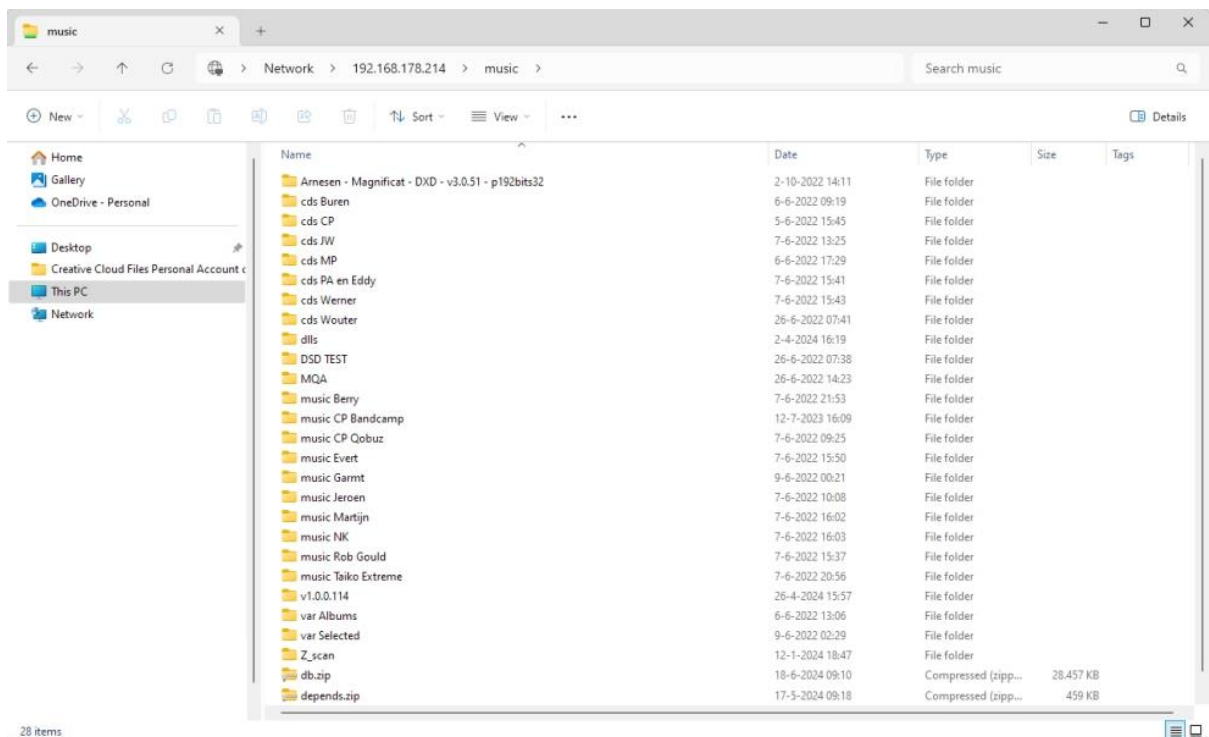 music
Network > 192.168.178.214 > music >
Search music
New
Sort
View
Details
Home
Gallery
OneDrive - Personal
Desktop
Creative Cloud Files Personal Account
This PC
Network
Name Date Type Size Tags
Arnesen - Magnificat - DXD - v3.0.51 - p192bits32 2-10-2022 14:11 File folder
cds Buren 6-6-2022 09:19 File folder
cds CP 5-6-2022 15:45 File folder
cds JW 7-6-2022 13:25 File folder
cds MP 6-6-2022 17:29 File folder
cds PA en Eddy 7-6-2022 15:41 File folder
cds Werner 7-6-2022 15:43 File folder
cds Wouter 26-6-2022 07:41 File folder
dlls 2-4-2024 16:19 File folder
DSD TEST 26-6-2022 07:38 File folder
MQA 26-6-2022 14:23 File folder
music Berry 7-6-2022 21:53 File folder
music CP Bandcamp 12-7-2023 16:09 File folder
music CP Qobuz 7-6-2022 09:25 File folder
music Evert 7-6-2022 15:50 File folder
music Garmt 9-6-2022 00:21 File folder
music Jeroen 7-6-2022 10:08 File folder
music Martijn 7-6-2022 16:02 File folder
music NK 7-6-2022 16:03 File folder
music Rob Gould 7-6-2022 15:37 File folder
music Taiko Extreme 7-6-2022 20:56 File folder
v1.0.0.114 26-4-2024 15:57 File folder
var Albums 6-6-2022 13:06 File folder
var Selected 9-6-2022 02:29 File folder
Z_scan 12-1-2024 18:47 File folder
db.zip 18-6-2024 09:10 Compressed (zipp... 28.457 KB
depends.zip 17-5-2024 09:18 Compressed (zipp... 459 KB
28 items